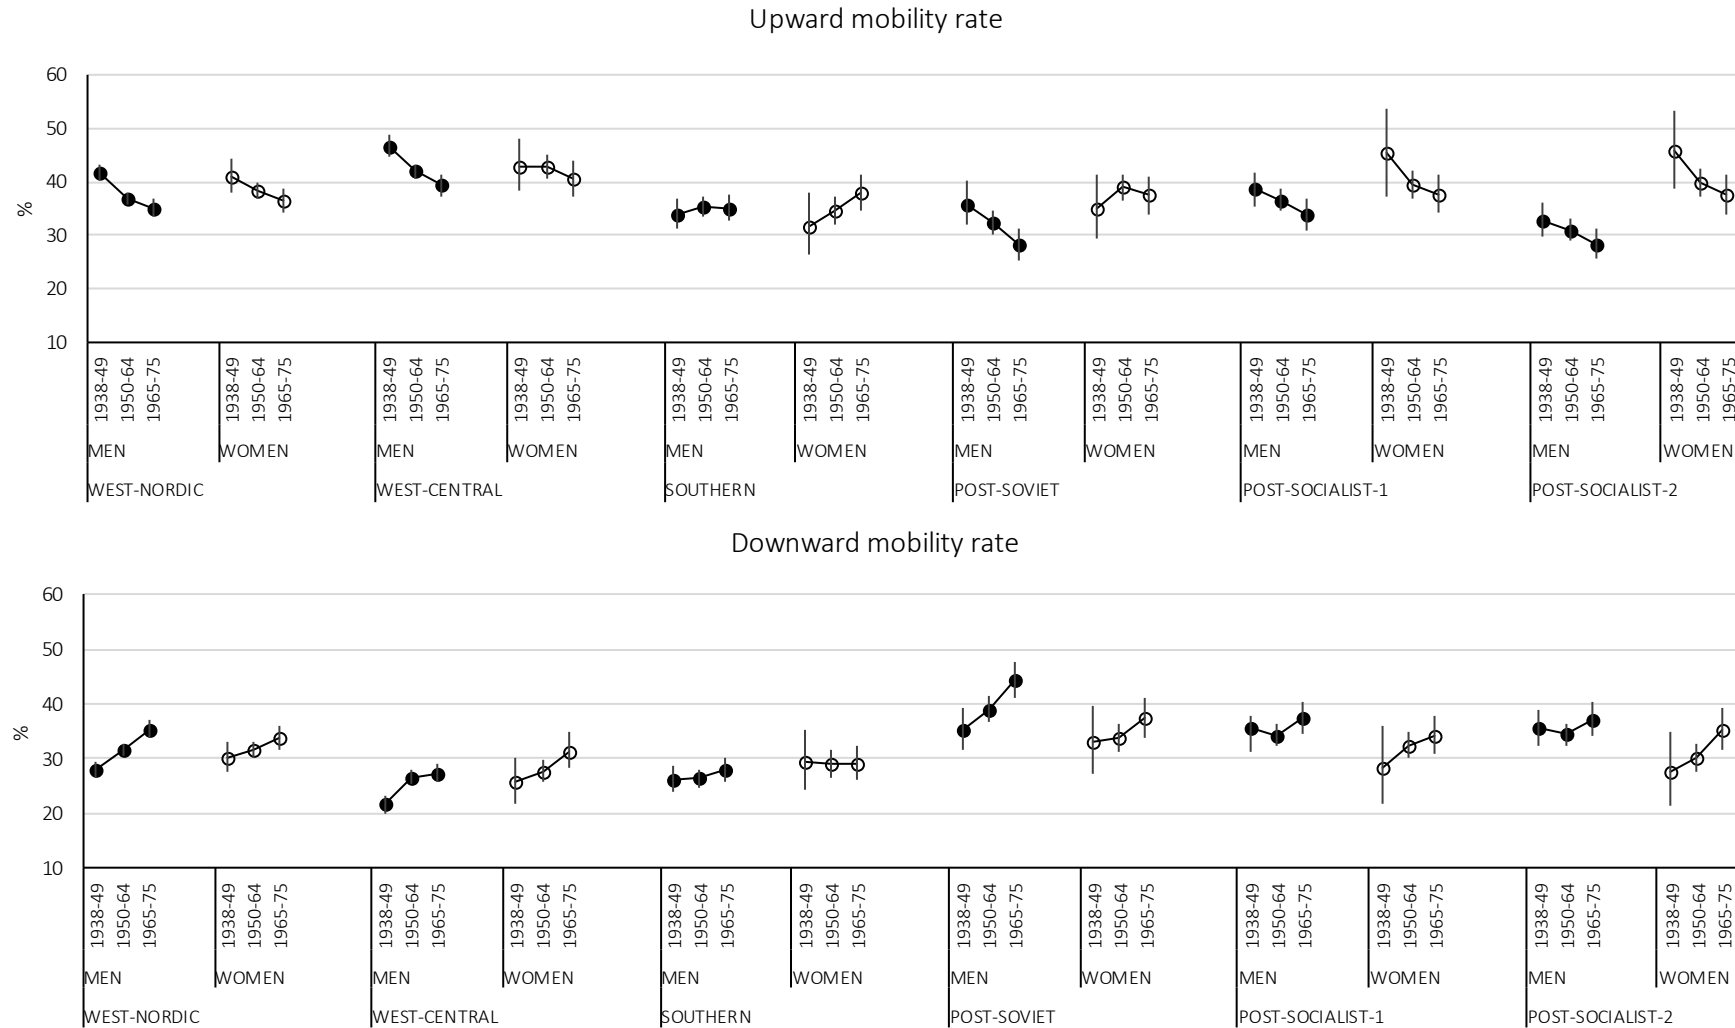 Upward mobility rate
60
50
40
30
20
10
%
1938-49 1950-64 1965-75 1938-49 1950-64 1965-75 1938-49 1950-64 1965-75 1938-49 1950-64 1965-75 1938-49 1950-64 1965-75 1938-49 1950-64 1965-75 1938-49 1950-64 1965-75 1938-49 1950-64 1965-75 1938-49 1950-64 1965-75 1938-49 1950-64 1965-75 1938-49 1950-64 1965-75 1938-49 1950-64 1965-75
MEN WOMEN MEN WOMEN MEN WOMEN MEN WOMEN MEN WOMEN MEN WOMEN
WEST-NORDIC WEST-CENTRAL SOUTHERN POST-SOVIET POST-SOCIALIST-1 POST-SOCIALIST-2
Downward mobility rate
60
50
40
30
20
10
%
1938-49 1950-64 1965-75 1938-49 1950-64 1965-75 1938-49 1950-64 1965-75 1938-49 1950-64 1965-75 1938-49 1950-64 1965-75 1938-49 1950-64 1965-75 1938-49 1950-64 1965-75 1938-49 1950-64 1965-75 1938-49 1950-64 1965-75 1938-49 1950-64 1965-75 1938-49 1950-64 1965-75 1938-49 1950-64 1965-75
MEN WOMEN MEN WOMEN MEN WOMEN MEN WOMEN MEN WOMEN MEN WOMEN
WEST-NORDIC WEST-CENTRAL SOUTHERN POST-SOVIET POST-SOCIALIST-1 POST-SOCIALIST-2